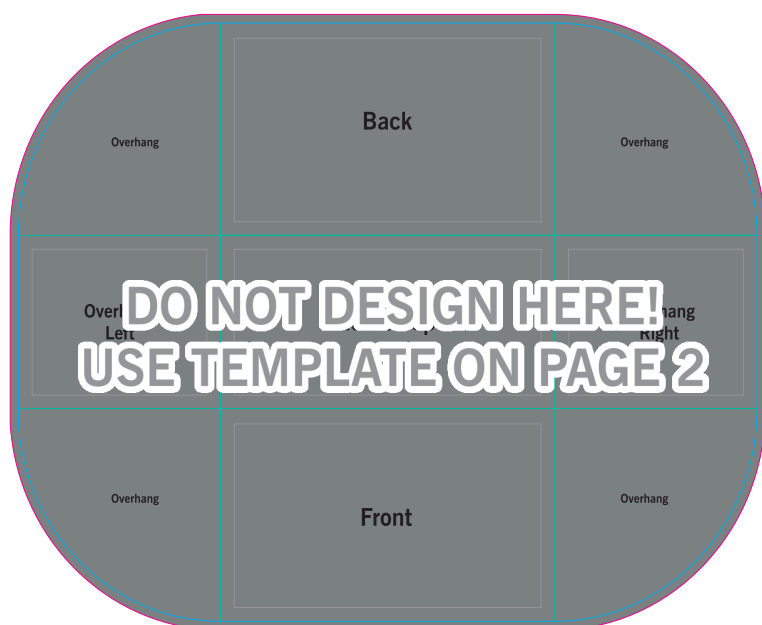 Back
Overhang
Overhang
DO NOT DESIGN HERE!
Left
Right
USE TEMPLATE ON PAGE 2
Overhang
Overhang
Front